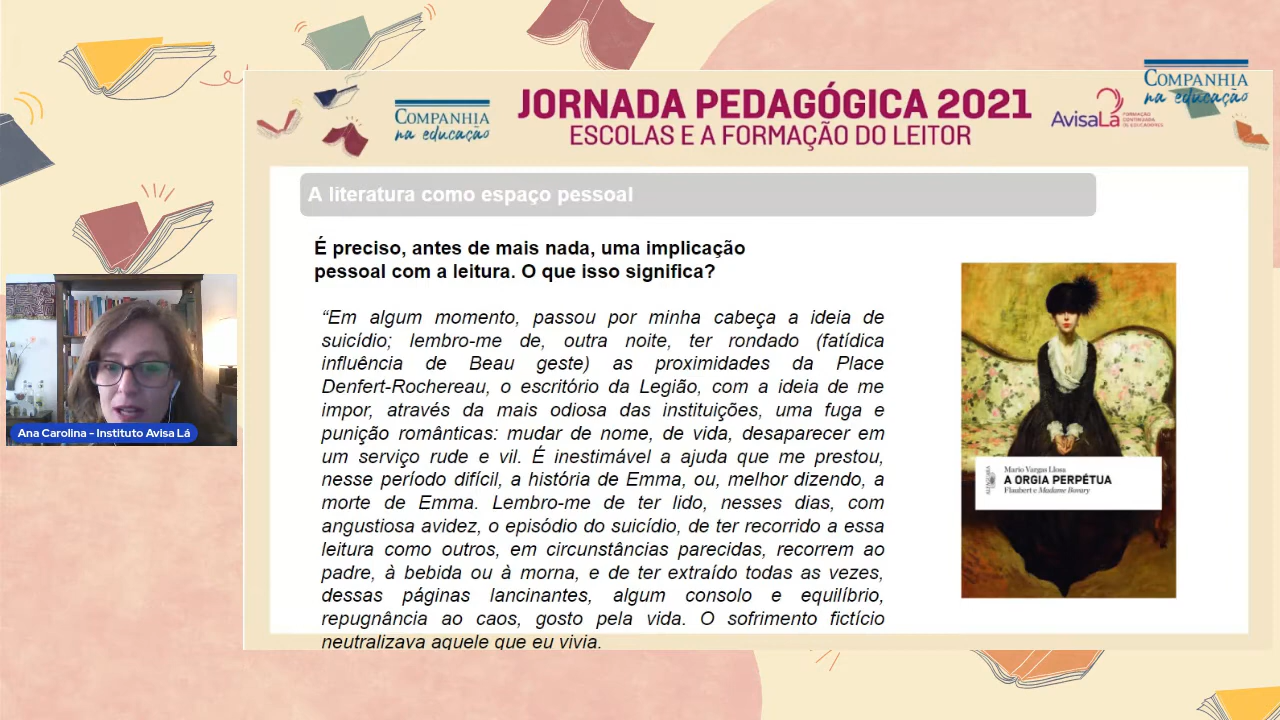 COMPANHIA
na educação
JORNADA PEDAGÓGICA 2021
ESCOLAS E A FORMAÇÃO DO LEITOR
AvisaLá
FORMAÇÃO
CONTINUADA
DE EDUCADORES
COMPANHIA
na educação
A literatura como espaço pessoal
É preciso, antes de mais nada, uma implicação
pessoal com a leitura. O que isso significa?
“Em algum momento, passou por minha cabeça a ideia de
suicídio; lembro-me de, outra noite, ter rondado (fatídica
influência de Beau geste) as proximidades da Place
Denfert-Rochereau, o escritório da Legião, com a ideia de me
impor, através da mais odiosa das instituições, uma fuga e
punição românticas: mudar de nome, de vida, desaparecer em
um serviço rude e vil. É inestimável a ajuda que me prestou,
nesse período difícil, a história de Emma, ou, melhor dizendo, a
morte de Emma. Lembro-me de ter lido, nesses dias, com
angustiosa avidez, o episódio do suicídio, de ter recorrido a essa
leitura como outros, em circunstâncias parecidas, recorrem ao
padre, à bebida ou à morna, e de ter extraído todas as vezes,
dessas páginas lancinantes, algum consolo e equilíbrio,
repugnância ao caos, gosto pela vida. O sofrimento fictício
neutralizava aquele que eu vivia.
ALFAGUARA
Mario Vargas Llosa
A ORGIA PERPÉTUA
Flaubert e Madame Bovary
Ana Carolina - Instituto Avisa Lá